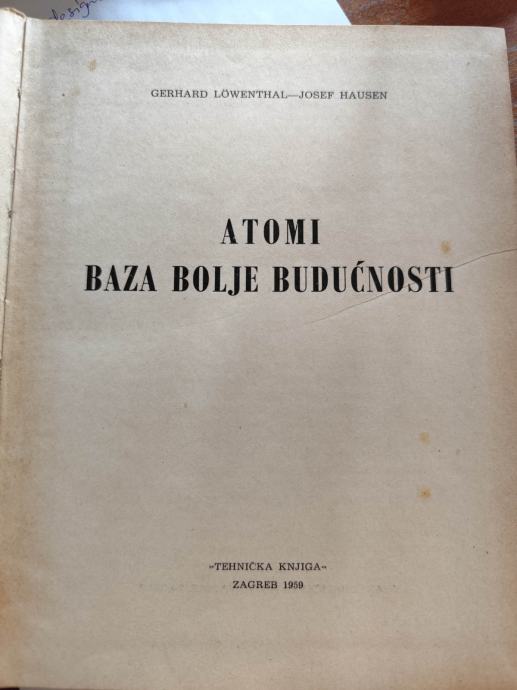 GERHARD LÖWENTHAL—JOSEF HAUSEN
ATOMI
BAZA BOLJE BUDUĆNOSTI
»TEHNIČKA KNJIGA«
ZAGREB 1959